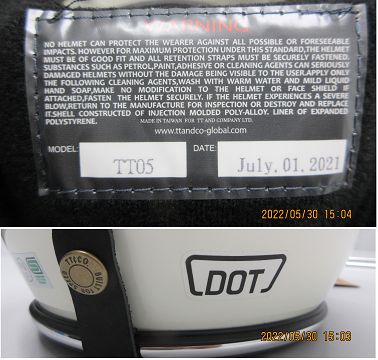 WARNING
NO HELMET CAN PROTECT THE WEARER AGAINST ALL POSSIBLE OR FORESEEABLE
IMPACTS. HOWEVER FOR MAXIMUM PROTECTION UNDER THIS STANDARD,THE HELMET
MUST BE OF GOOD FIT AND ALL RETENTION STRAPS MUST BE SECURELY FASTENED.
SUBSTANCES SUCH AS PETROL,PAINT,ADHESIVE OR CLEANING AGENTS CAN SERIOUSLY
DAMAGED HELMETS WITHOUT THE DAMAGE BEING VISIBLE TO THE USER.APPLY ONLY
THE FOLLOWING CLEANING AGENTS,WASH WITH WARM WATER AND MILD LIQUID
HAND SOAP,MAKE NO MODIFICATION TO THE HELMET OR FACE SHIELD IF
ATTACHED,FASTEN THE HELMET SECURELY. IF THE HELMET EXPERIENCES A SEVERE
BLOW,RETURN TO THE MANUFACTURE FOR INSPECTION OR DESTROY AND REPLACE
IT.SHELL CONSTRUCTED OF INJECTION MOLDED POLY-ALLOY. LINER OF EXPANDED
POLYSTYRENE.
MADE IN TAIWAN FOR TT AND COMPANY LTD.
www.ttandco-global.com
MODEL: TT05 DATE: July.01.2021
2022/05/30 15:04
TT&CO
DOT
2022/05/30 15:03